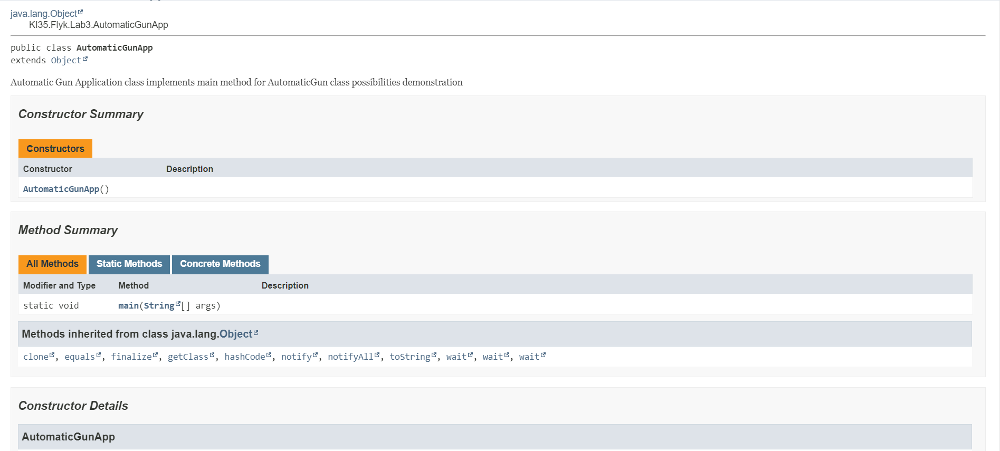 java.lang.Object
KI35.Flyk.Lab3.AutomaticGunApp
public class AutomaticGunApp
extends Object
Automatic Gun Application class implements main method for AutomaticGun class possibilities demonstration
Constructor Summary
Constructors
Constructor Description
AutomaticGunApp()
Method Summary
All Methods Static Methods Concrete Methods
Modifier and Type Method Description
static void main(String[] args)
Methods inherited from class java.lang.Object
clone, equals, finalize, getClass, hashCode, notify, notifyAll, toString, wait, wait, wait
Constructor Details
AutomaticGunApp